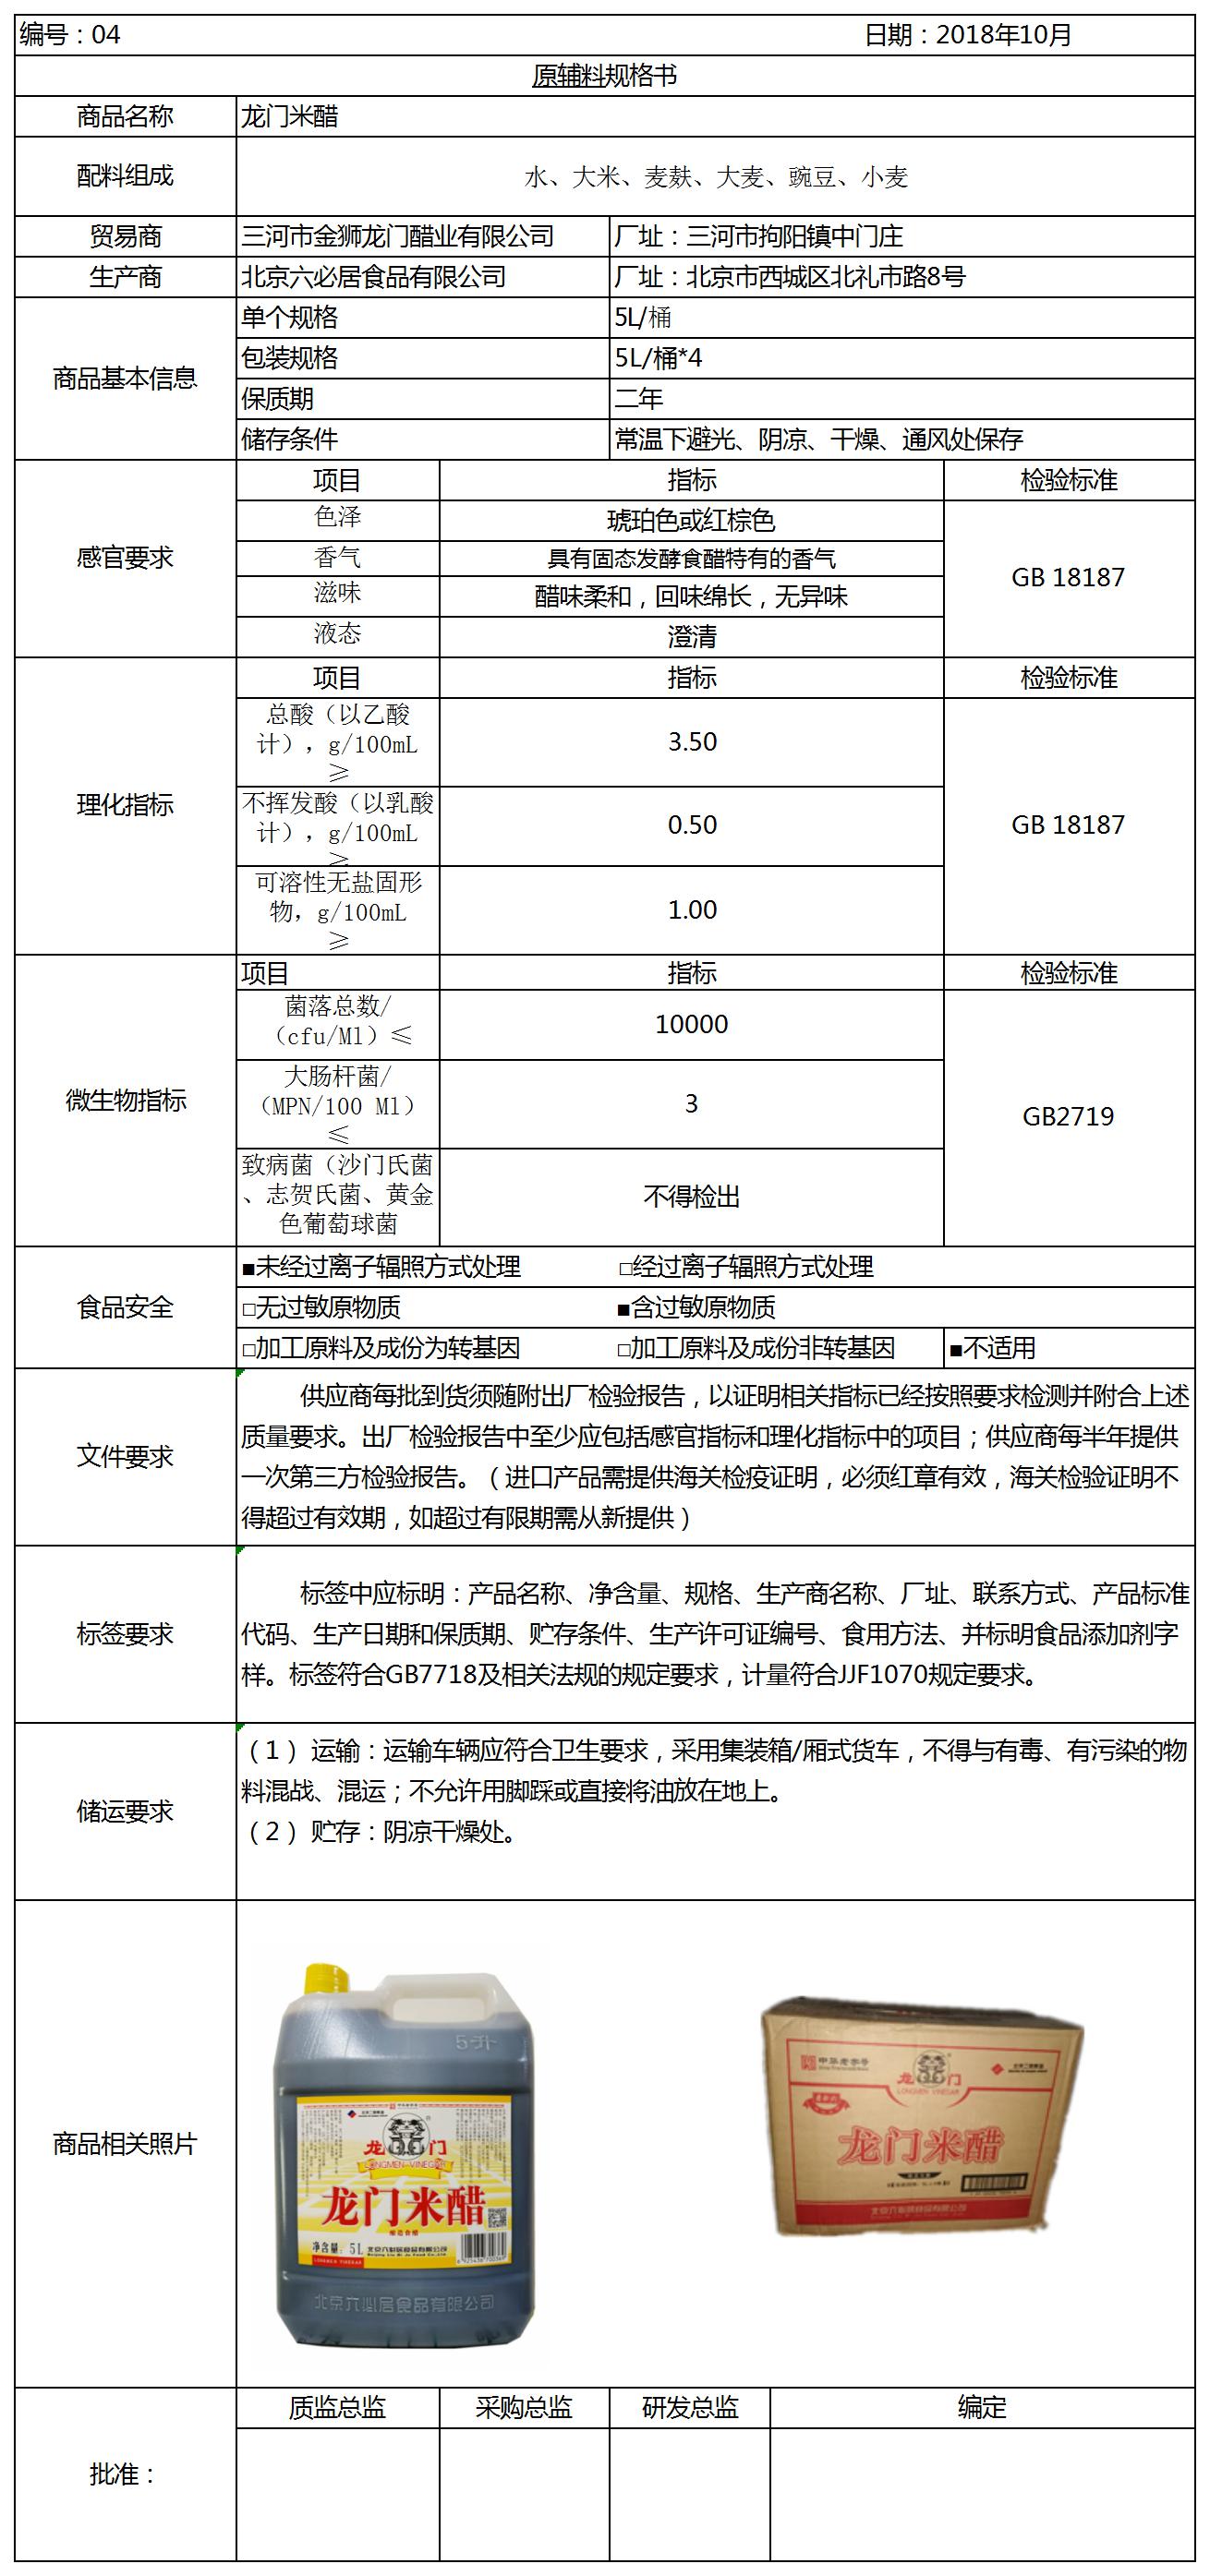 编号：04 日期：2018年10月
原辅料规格书
商品名称 龙门米醋
配料组成 水、大米、麦麸、大麦、豌豆、小麦
贸易商 三河市金狮龙门醋业有限公司 厂址：三河市拘阳镇中门庄
生产商 北京六必居食品有限公司 厂址：北京市西城区北礼市路8号
商品基本信息
单个规格 5L/桶
包装规格 5L/桶*4
保质期 二年
储存条件 常温下避光、阴凉、干燥、通风处保存
感官要求
项目 指标 检验标准
色泽 琥珀色或红棕色
香气 具有固态发酵食醋特有的香气
GB 18187
滋味 醋味柔和，回味绵长，无异味
液态 澄清
理化指标
项目 指标 检验标准
总酸（以乙酸
计），g/100mL
≥
3.50
不挥发酸（以乳酸
计），g/100mL
≥
0.50
GB 18187
可溶性无盐固形
物，g/100mL
≥
1.00
微生物指标
项目 指标 检验标准
菌落总数/
（cfu/Ml）≤
10000
大肠杆菌/
（MPN/100 Ml）
≤
3
GB2719
致病菌（沙门氏菌
、志贺氏菌、黄金
色葡萄球菌
不得检出
食品安全
■未经过离子辐照方式处理 □经过离子辐照方式处理
□无过敏原物质 ■含过敏原物质
□加工原料及成份为转基因 □加工原料及成份非转基因 ■不适用
文件要求
供应商每批到货须随附出厂检验报告，以证明相关指标已经按照要求检测并附合上述
质量要求。出厂检验报告中至少应包括感官指标和理化指标中的项目；供应商每半年提供
一次第三方检验报告。（进口产品需提供海关检疫证明，必须红章有效，海关检验证明不
得超过有效期，如超过有限期需从新提供）
标签要求
标签中应标明：产品名称、净含量、规格、生产商名称、厂址、联系方式、产品标准
代码、生产日期和保质期、贮存条件、生产许可证编号、食用方法、并标明食品添加剂字
样。标签符合GB7718及相关法规的规定要求，计量符合JJF1070规定要求。
储运要求
（1）运输：运输车辆应符合卫生要求，采用集装箱/厢式货车，不得与有毒、有污染的物
料混战、混运；不允许用脚踩或直接将油放在地上。
（2）贮存：阴凉干燥处。
商品相关照片
5升
龙门
LONGMEN VINEGAR
龙门米醋
酿造食醋
净含量：5L
北京六必居食品有限公司
北京六必居食品有限公司
中华老字号
龙门
LONGMEN VINEGAR
龙门米醋
北京六必居食品有限公司
批准：
质监总监 采购总监 研发总监 编定